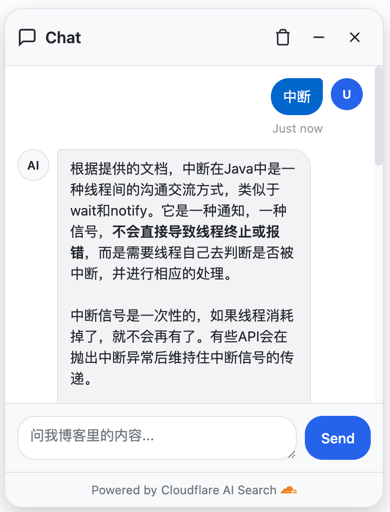 Chat
中断
U
Just now
AI
根据提供的文档，中断在Java中是一
种线程间的沟通交流方式，类似于
wait和notify。它是一种通知，一种
信号，不会直接导致线程终止或报
错，而是需要线程自己去判断是否被
中断，并进行相应的处理。
中断信号是一次性的，如果线程消耗
掉了，就不会再有了。有些API会在
抛出中断异常后维持住中断信号的传
递。
问我博客里的内容...
Send
Powered by Cloudflare AI Search